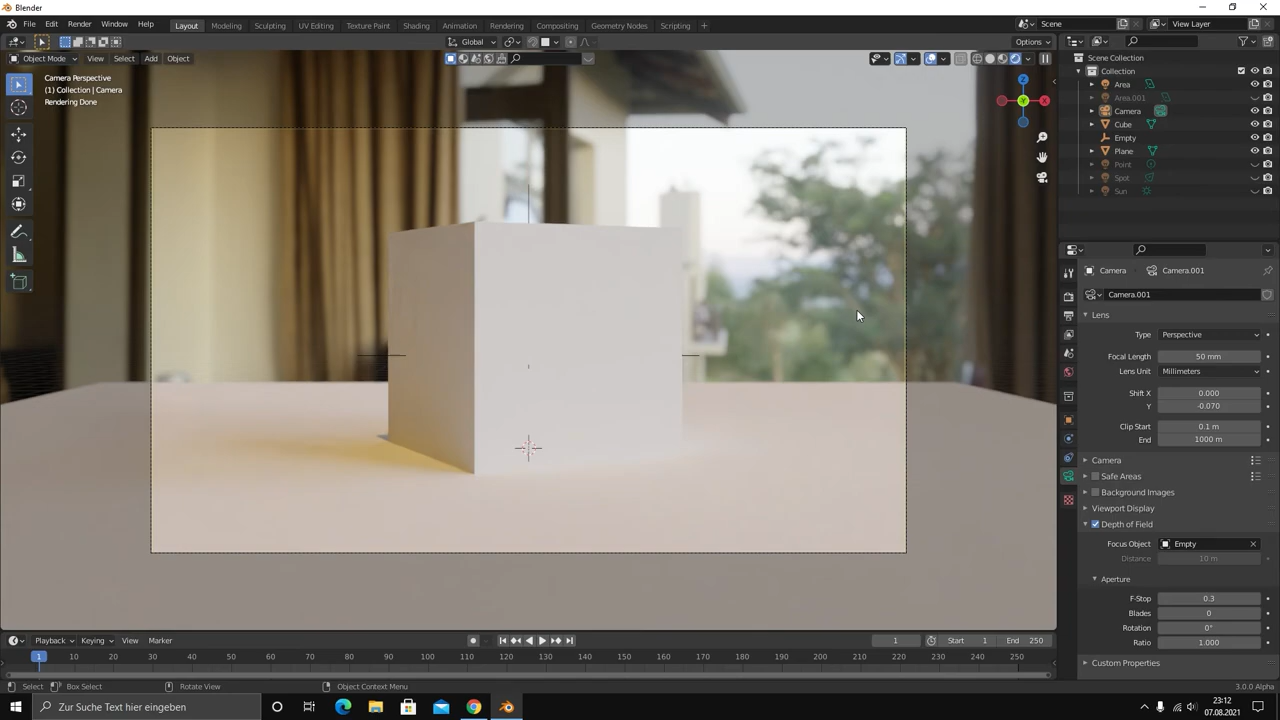 Blender
File Edit Render Window Help Layout Modeling Sculpting UV Editing Texture Paint Shading Animation Rendering Compositing Geometry Nodes Scripting + Scene View Layer
Global Options
Object Mode View Select Add Object
Camera Perspective
(1) Collection | Camera
Rendering Done
Z
Y
X
Scene Collection
Collection
Area
Area.001
Camera
Cube
Empty
Plane
Point
Spot
Sun
Camera Camera.001
Camera.001
Lens
Type Perspective
Focal Length 50 mm
Lens Unit Millimeters
Shift X 0.000
Y -0.070
Clip Start 0.1 m
End 1000 m
Camera
Safe Areas
Background Images
Viewport Display
Depth of Field
Focus Object Empty
Distance 10 m
Aperture
F-Stop 0.3
Blades 0
Rotation 0°
Ratio 1.000
Custom Properties
Playback Keying View Marker 1 Start 1 End 250
1 10 20 30 40 50 60 70 80 90 100 110 120 130 140 150 160 170 180 190 200 210 220 230 240 250
Select Box Select Rotate View Object Context Menu 3.0.0 Alpha
Zur Suche Text hier eingeben
23:12
07.08.2021